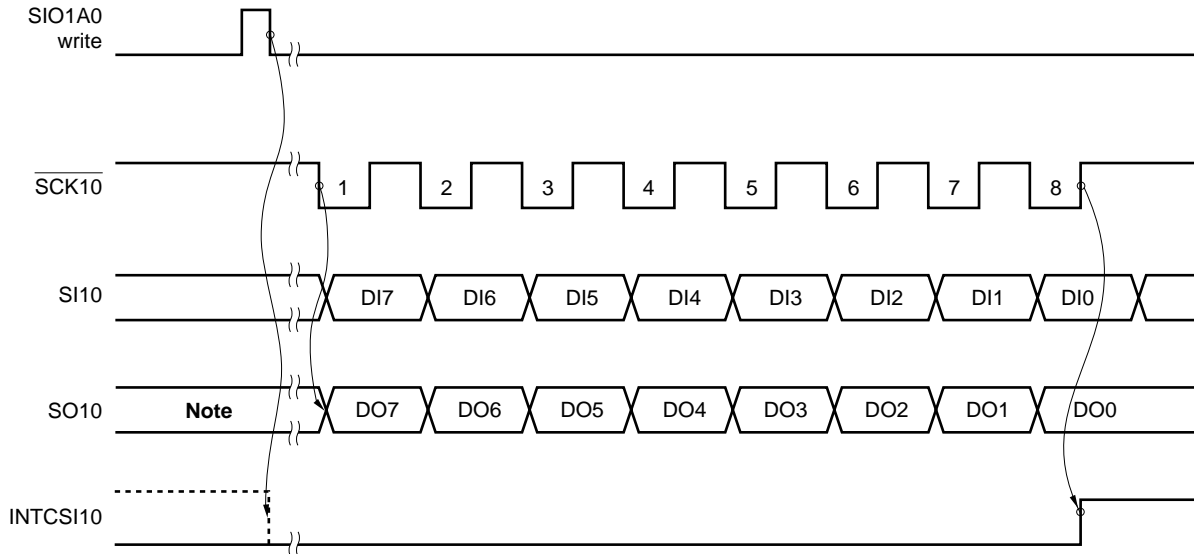 SIO1A0
write
SCK10
1 2 3 4 5 6 7 8
SI10
DI7 DI6 DI5 DI4 DI3 DI2 DI1 DI0
SO10
Note DO7 DO6 DO5 DO4 DO3 DO2 DO1 DO0
INTCSI10